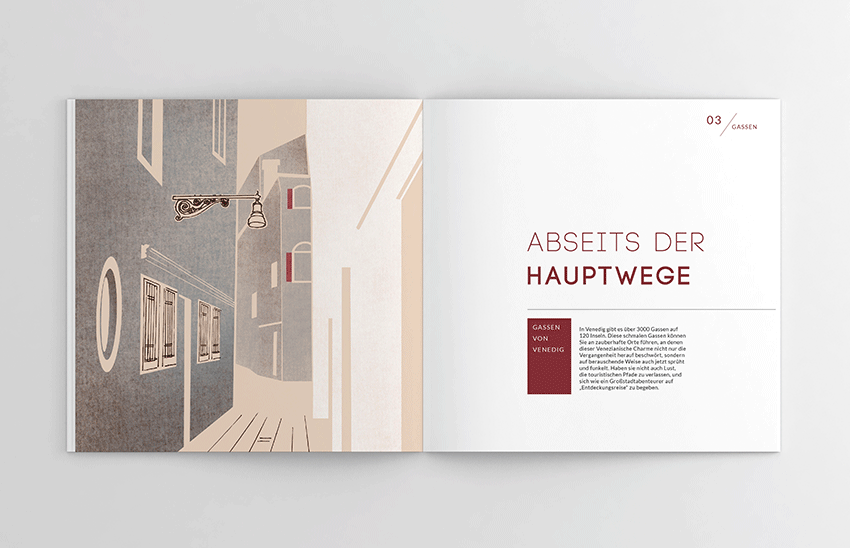 03
GASSEN
ABSEITS DER
HAUPTWEGE
GASSEN
VON
VENEDIG
In Venedig gibt es über 3000 Gassen auf
120 Inseln. Diese schmalen Gassen können
Sie an zauberhafte Orte führen, an denen
dieser Venezianische Charme nicht nur die
Vergangenheit herauf beschwört, sondern
auf berauschende Weise auch jetzt sprüht
und funkelt. Haben sie nicht auch Lust,
die touristischen Pfade zu verlassen, und
sich wie ein Großstadtabenteurer auf
„Entdeckungsreise“ zu begeben.